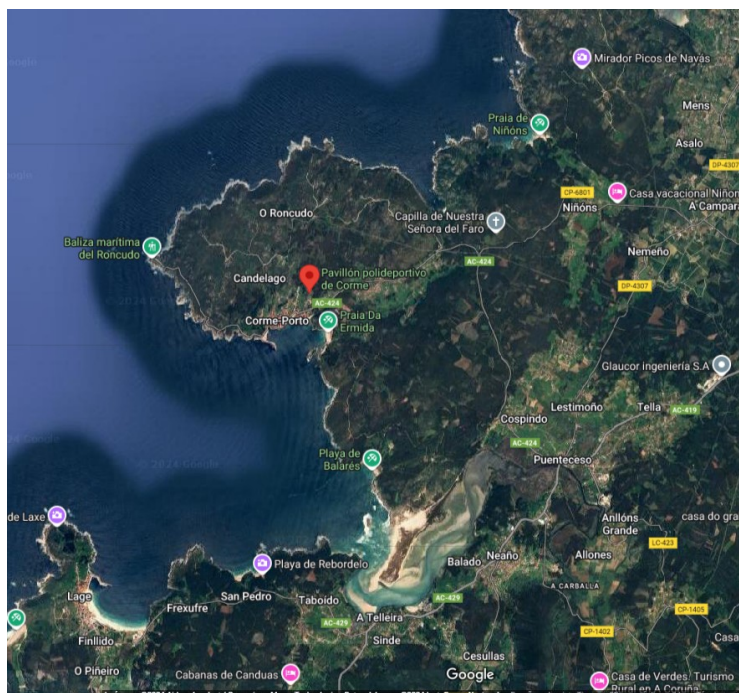 Mirador Picos de Navás
Mens
Praia de
Niñóns
Asalo
DP-4307
CP-6801
Casa vacacional Niñon
Niñóns
A Campara
O Roncudo
Capilla de Nuestra
Señora del Faro
Baliza marítima
del Roncudo
Nemeño
AC-424
Candelago
Pavillón polideportivo
de Corme
DP-4307
AC-424
Corme-Porto
Praia Da
Ermida
Glaucor ingeniería S.A
Lestimoño
Tella
AC-419
Cospindo
AC-424
Playa de
Balarés
Puenteceso
de Laxe
Anllóns
Grande
casa do gra
LC-423
Neaño
Allones
Balado
Playa de Rebordelo
A CARBALLA
Lage
San Pedro
Taboído
Frexufre
CP-1405
A Telleira
AC-429
AC-429
CP-1402
Finllido
Sinde
Casa
Cesullas
O Piñeiro
Cabanas de Canduas
Google
Casa de Verdes. Turismo
Rural en A Coruña